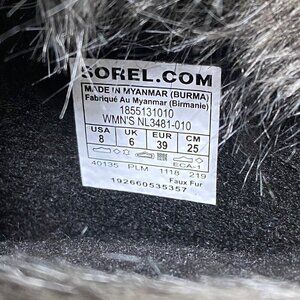 SOREL.COM
MADE IN MYANMAR (BURMA)
Fabriqué Au Myanmar (Birmanie)
1855131010
WMN'S NL3481-010
USA UK EUR CM
8 6 39 25
ECA-1
40135 PLM 1118 219
Faux Fur
192660535357